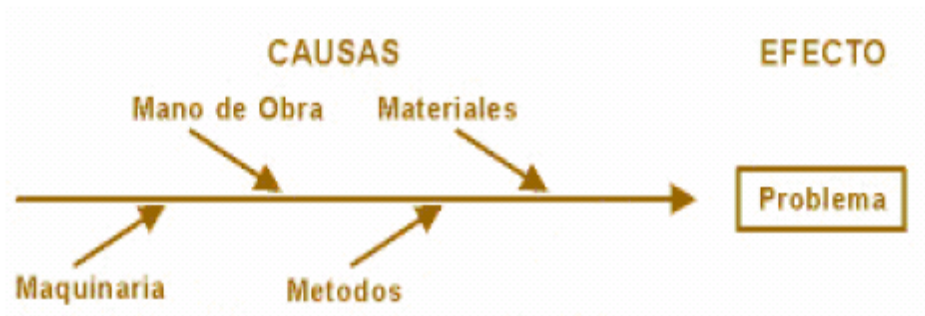 CAUSAS EFECTO
Mano de Obra Materiales
Problema
Maquinaria Metodos